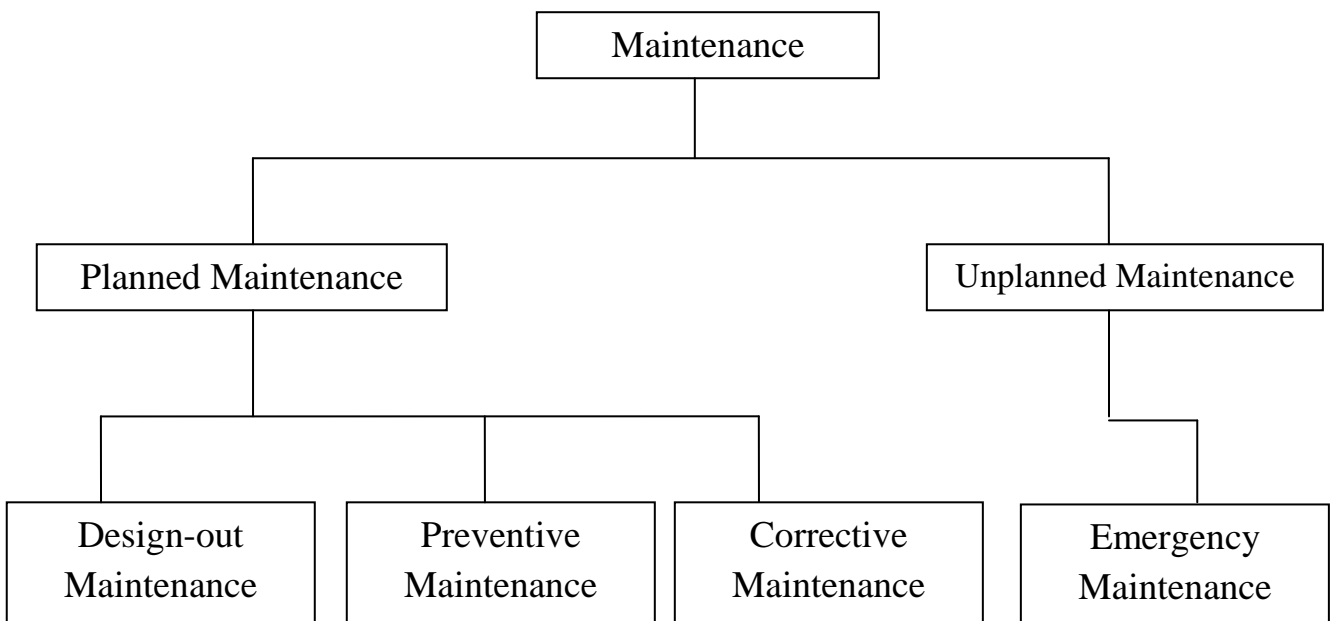 Maintenance
Planned Maintenance
Unplanned Maintenance
Design-out
Maintenance
Preventive
Maintenance
Corrective
Maintenance
Emergency
Maintenance